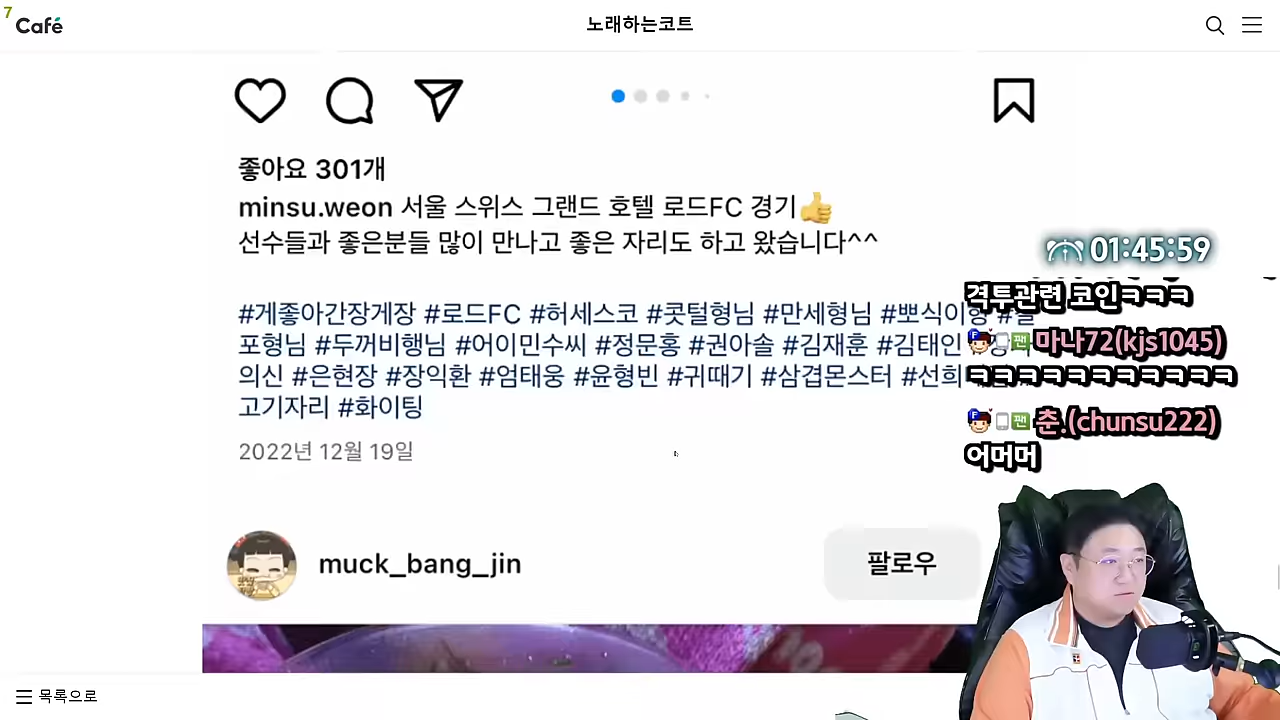 7
Café
노래하는코트
좋아요 301개
minsu.weon 서울 스위스 그랜드 호텔 로드FC 경기👍
선수들과 좋은분들 많이 만나고 좋은 자리도 하고 왔습니다^^
01:45:59
격투관련 코인ㅋㅋㅋ
#게좋아간장게장 #로드FC #허세스코 #콧털형님 #만세형님 #뽀식이형
포형님 #두꺼비행님 #어이민수씨 #정문홍 #권아솔 #김재훈 #김태인
마나72(kjs1045)
의신 #은현장 #장익환 #엄태웅 #윤형빈 #귀때기 #삼겹몬스터 #선희
ㅋㅋㅋㅋㅋㅋㅋㅋㅋㅋㅋ
고기자리 #화이팅
춘.(chunsu222)
2022년 12월 19일
어머머
muck_bang_jin
팔로우
목록으로